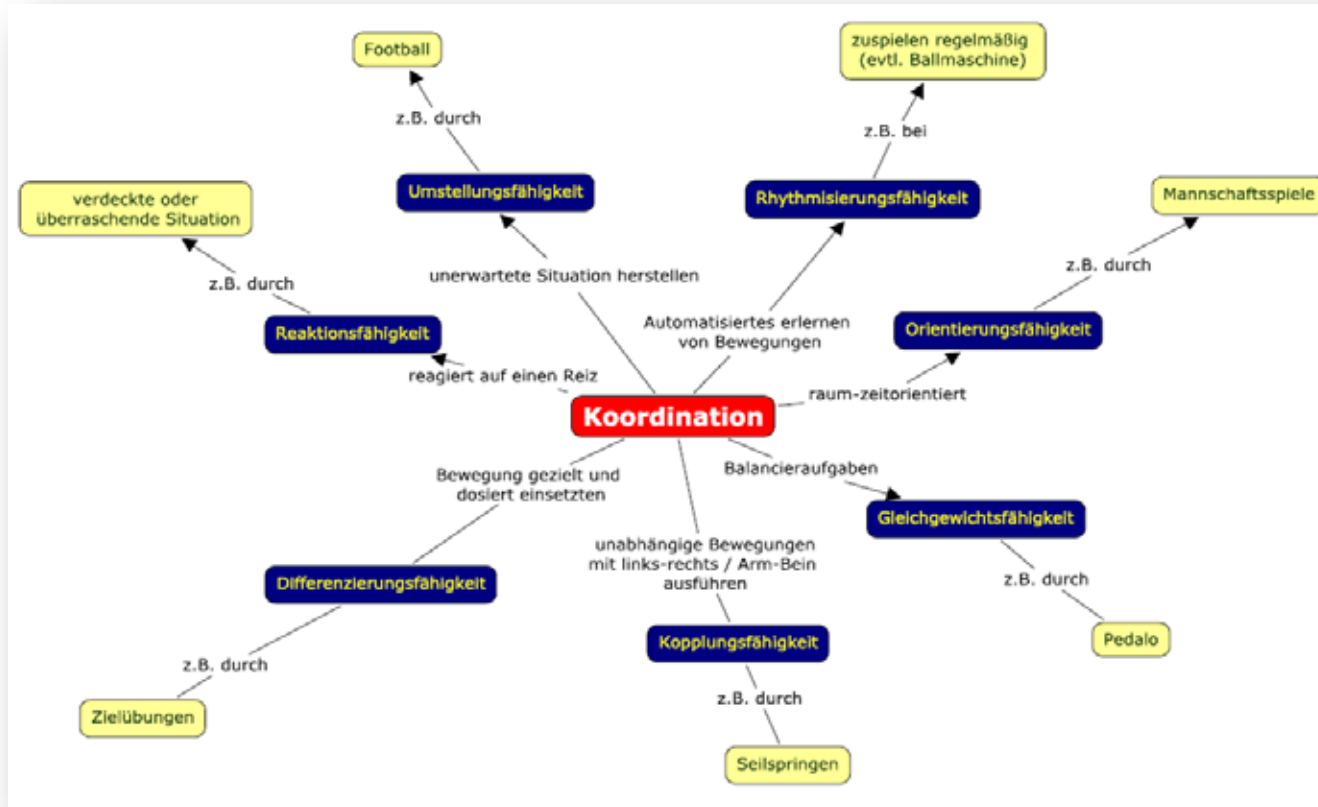 Football
zuspielen regelmäßig
(evtl. Ballmaschine)
z.B. durch
z.B. bei
Umstellungsfähigkeit
Rhythmisierungsfähigkeit
verdeckte oder
überraschende Situation
Mannschaftsspiele
unerwartete Situation herstellen
z.B. durch
z.B. durch
Automatisiertes erlernen
von Bewegungen
Reaktionsfähigkeit
Orientierungsfähigkeit
reagiert auf einen Reiz
raum-zeitorientiert
Koordination
Bewegung gezielt und
dosiert einsetzten
Balancieraufgaben
Gleichgewichtsfähigkeit
unabhängige Bewegungen
mit links-rechts / Arm-Bein
ausführen
Differenzierungsfähigkeit
z.B. durch
Kopplungsfähigkeit
Pedalo
z.B. durch
z.B. durch
Zielübungen
Seilspringen